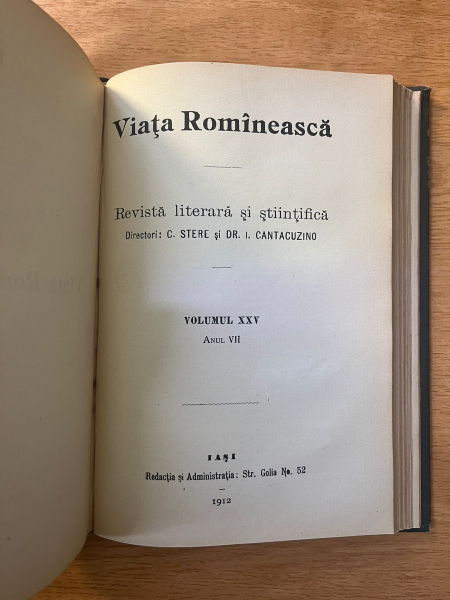 Viaţa Romînească
Revistă literară şi ştiinţifică
Directori: C. STERE şi DR. I. CANTACUZINO
VOLUMUL XXV
ANUL VII
IAŞI
Redacţia şi Administraţia: Str. Golia No. 52
1912